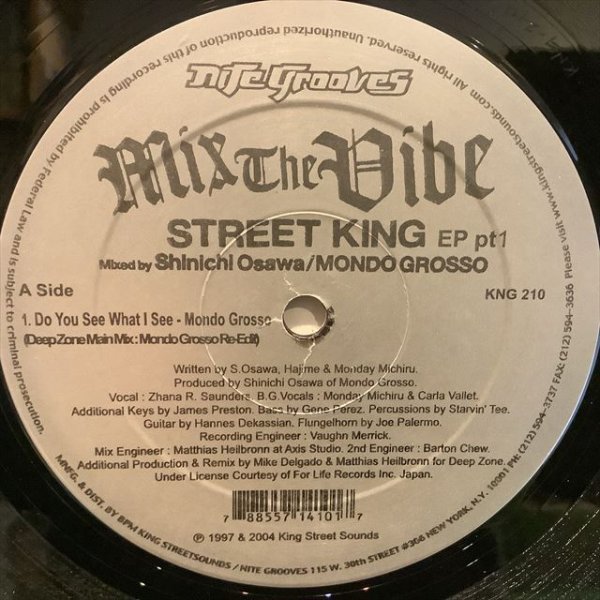 nite grooves
Mix The Vibe
STREET KING EP pt1
Mixed by Shinichi Osawa/MONDO GROSSO
A Side
KNG 210
1. Do You See What I See - Mondo Grosso
(Deep Zone Main Mix : Mondo Grosso Re-Edit)
Written by S.Osawa, Hajime & Monday Michiru.
Produced by Shinichi Osawa of Mondo Grosso.
Vocal : Zhana R. Saunders. B.G.Vocals : Monday Michiru & Carla Vallet.
Additional Keys by James Preston. Bass by Gene Perez. Percussions by Starvin' Tee.
Guitar by Hannes Dekassian. Flungelhorn by Joe Palermo.
Recording Engineer : Vaughn Merrick.
Mix Engineer : Matthias Heilbronn at Axis Studio. 2nd Engineer : Barton Chew.
Additional Production & Remix by Mike Delgado & Matthias Heilbronn for Deep Zone.
Under License Courtesy of For Life Records Inc. Japan.
7 88557 14101 7
℗ 1997 & 2004 King Street Sounds
MNFG. & DIST. BY BPM KING STREETSOUNDS / NITE GROOVES 115 W. 30th STREET #306 NEW YORK, N.Y. 10001 PH: (212) 594-3737 FAX: (212) 594-3636 Please visit www.kingstreetsounds.com All rights reserved. Unauthorized reproduction of this recording is prohibited by Federal Law and is subject to criminal prosecution.